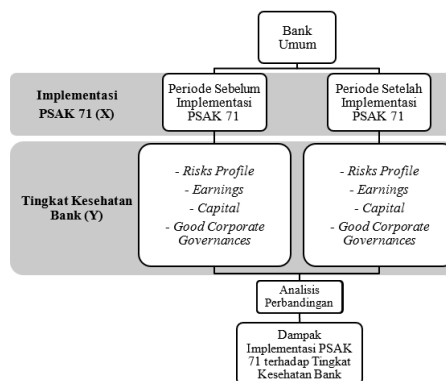 Bank
Umum
Implementasi
PSAK 71 (X)
Periode Sebelum
Implementasi
PSAK 71
Periode Setelah
Implementasi
PSAK 71
Tingkat Kesehatan
Bank (Y)
- Risks Profile
- Earnings
- Capital
- Good Corporate
Governances
- Risks Profile
- Earnings
- Capital
- Good Corporate
Governances
Analisis
Perbandingan
Dampak
Implementasi PSAK
71 terhadap Tingkat
Kesehatan Bank